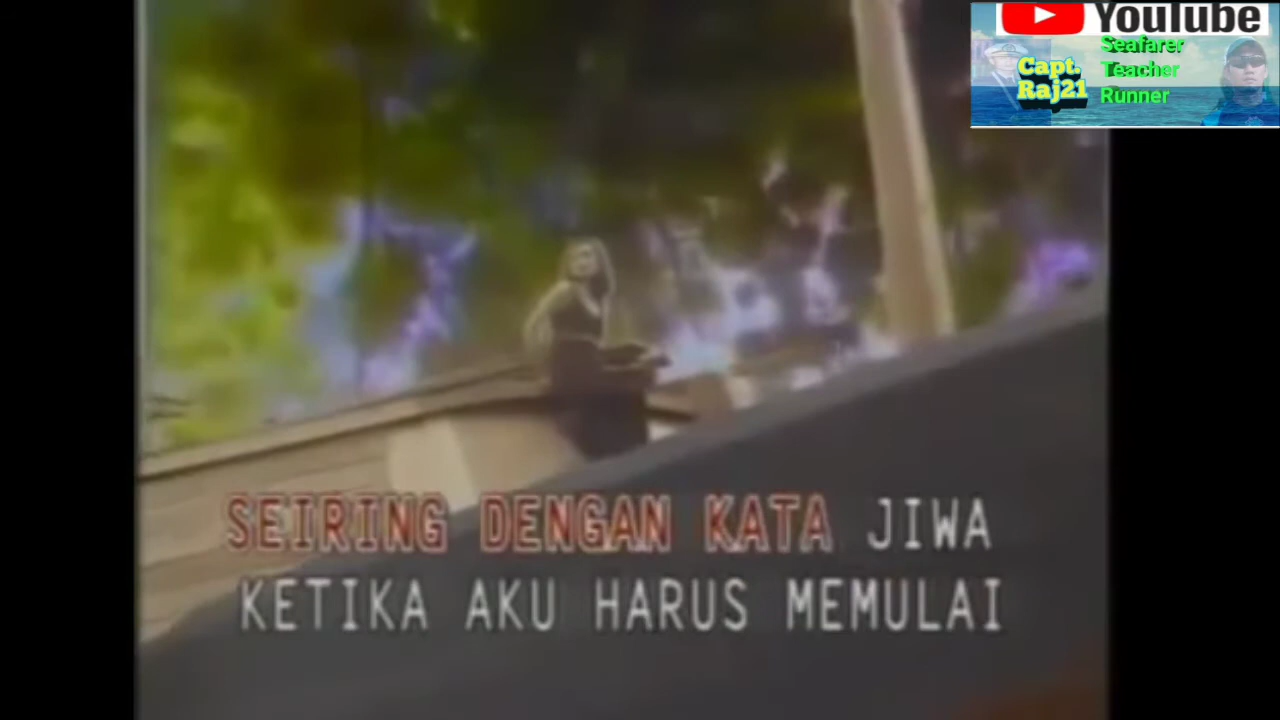 YouTube
Capt.
Raj21
Seafarer
Teacher
Runner
SEIRING DENGAN KATA JIWA
KETIKA AKU HARUS MEMULAI